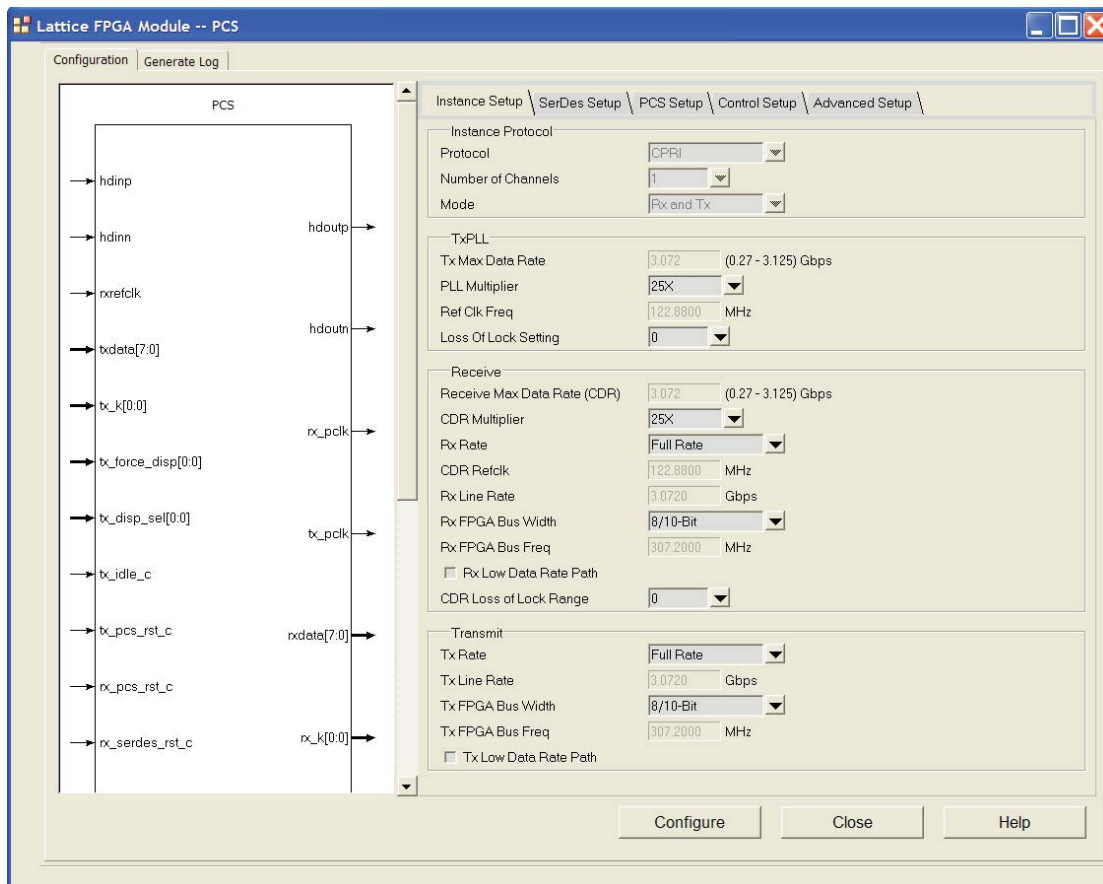 Lattice FPGA Module -- PCS
Configuration Generate Log
PCS
hdinp
hdinn
rxrefclk
txdata[7:0]
tx_k[0:0]
tx_force_disp[0:0]
tx_disp_sel[0:0]
tx_idle_c
tx_pcs_rst_c
rx_pcs_rst_c
rx_serdes_rst_c
hdoutp
hdoutn
rx_pclk
tx_pclk
rxdata[7:0]
rx_k[0:0]
Instance Setup SerDes Setup PCS Setup Control Setup Advanced Setup
Instance Protocol
Protocol CPRI
Number of Channels 1
Mode Rx and Tx
TxPLL
Tx Max Data Rate 3.072 (0.27 - 3.125) Gbps
PLL Multiplier 25X
Ref Clk Freq 122.8800 MHz
Loss Of Lock Setting 0
Receive
Receive Max Data Rate (CDR) 3.072 (0.27 - 3.125) Gbps
CDR Multiplier 25X
Rx Rate Full Rate
CDR Refclk 122.8800 MHz
Rx Line Rate 3.0720 Gbps
Rx FPGA Bus Width 8/10-Bit
Rx FPGA Bus Freq 307.2000 MHz
Rx Low Data Rate Path
CDR Loss of Lock Range 0
Transmit
Tx Rate Full Rate
Tx Line Rate 3.0720 Gbps
Tx FPGA Bus Width 8/10-Bit
Tx FPGA Bus Freq 307.2000 MHz
Tx Low Data Rate Path
Configure Close Help